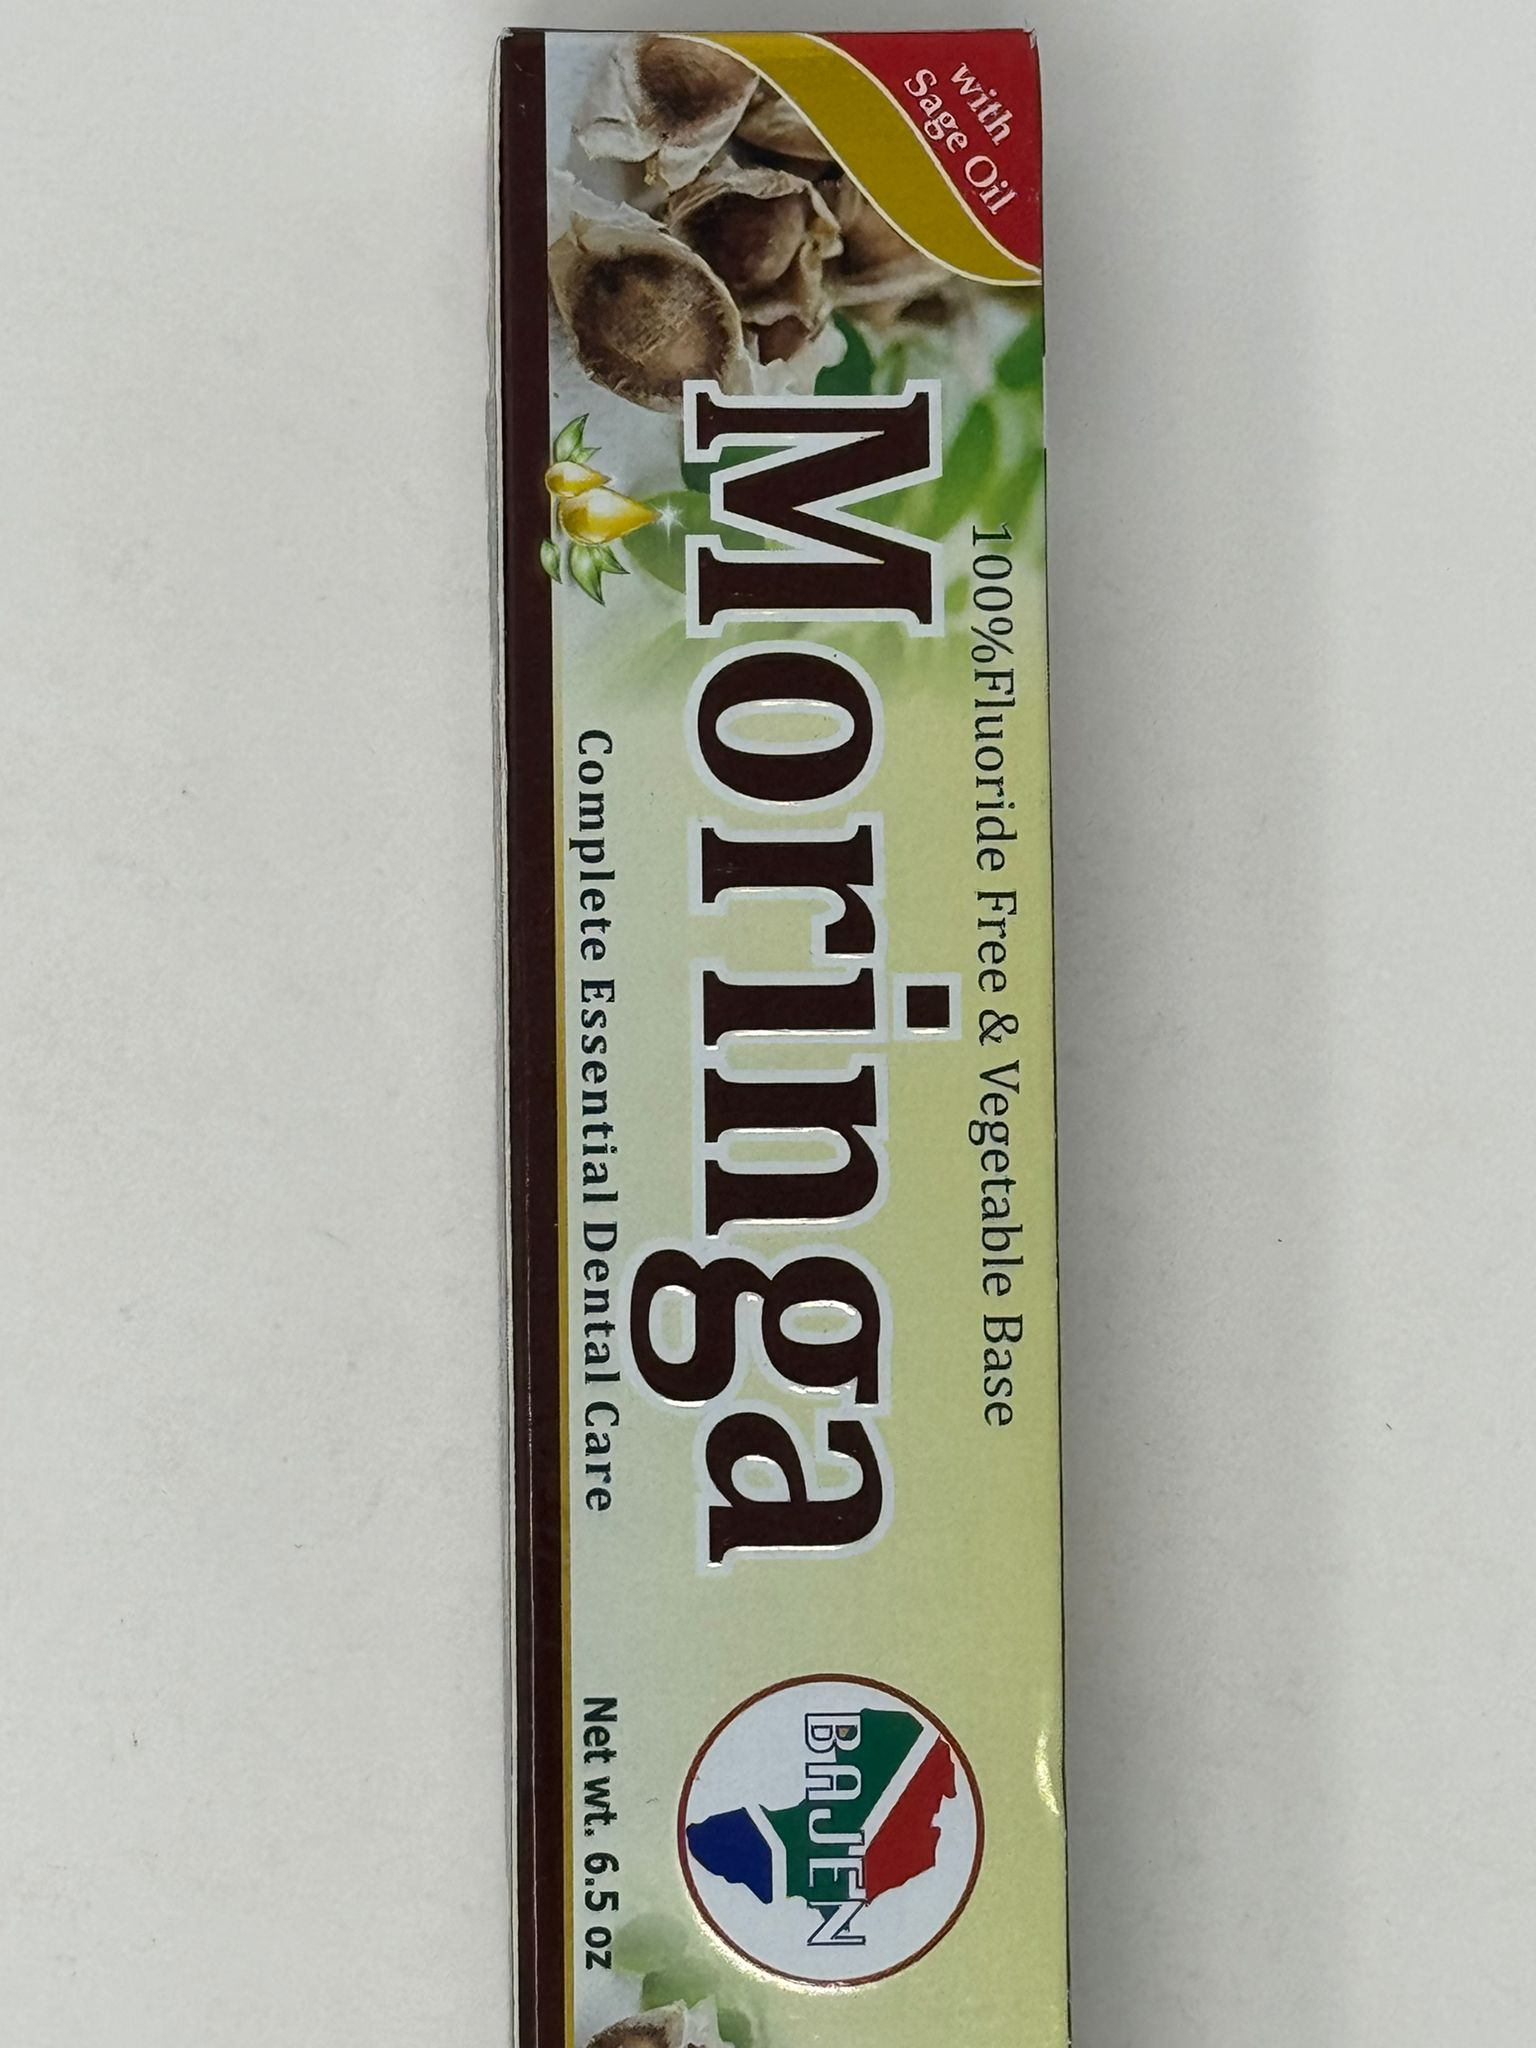 with
Sage Oil
100%Fluoride Free & Vegetable Base
Moringa
Complete Essential Dental Care
BAJEN
Net wt. 6.5 oz